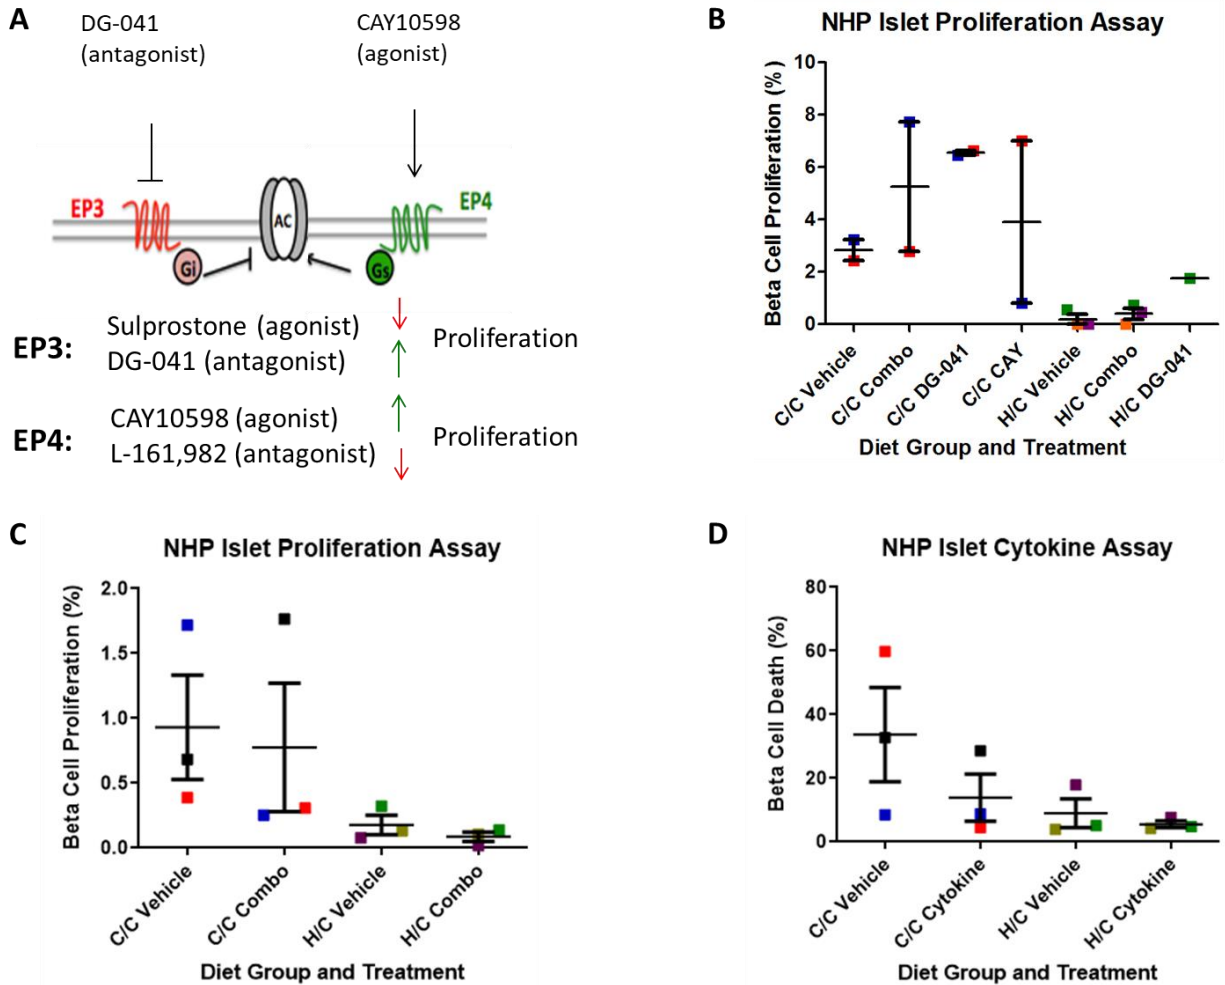 A
DG-041
(antagonist)
CAY10598
(agonist)
EP3
AC
EP4
Gi
Gs
EP3:
Sulprostone (agonist)
DG-041 (antagonist)
Proliferation
EP4:
CAY10598 (agonist)
L-161,982 (antagonist)
Proliferation
B
NHP Islet Proliferation Assay
Beta Cell Proliferation (%)
10
8
6
4
2
0
C/C Vehicle
C/C Combo
C/C DG-041
C/C CAY
H/C Vehicle
H/C Combo
H/C DG-041
Diet Group and Treatment
C
NHP Islet Proliferation Assay
Beta Cell Proliferation (%)
2.0
1.5
1.0
0.5
0.0
C/C Vehicle
C/C Combo
H/C Vehicle
H/C Combo
Diet Group and Treatment
D
NHP Islet Cytokine Assay
Beta Cell Death (%)
80
60
40
20
0
C/C Vehicle
C/C Cytokine
H/C Vehicle
H/C Cytokine
Diet Group and Treatment